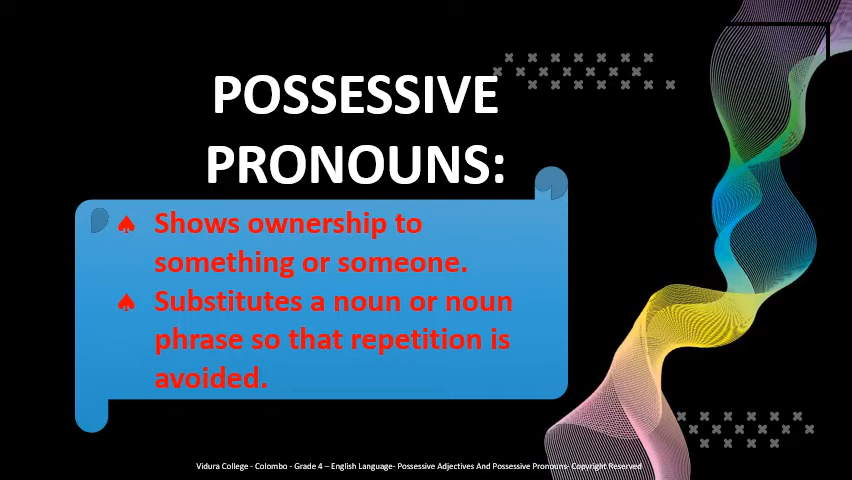 POSSESSIVE
PRONOUNS:
♠ Shows ownership to
something or someone.
♠ Substitutes a noun or noun
phrase so that repetition is
avoided.
Vidura College - Colombo - Grade 4 – English Language- Possessive Adjectives And Possessive Pronouns- Copyright Reserved